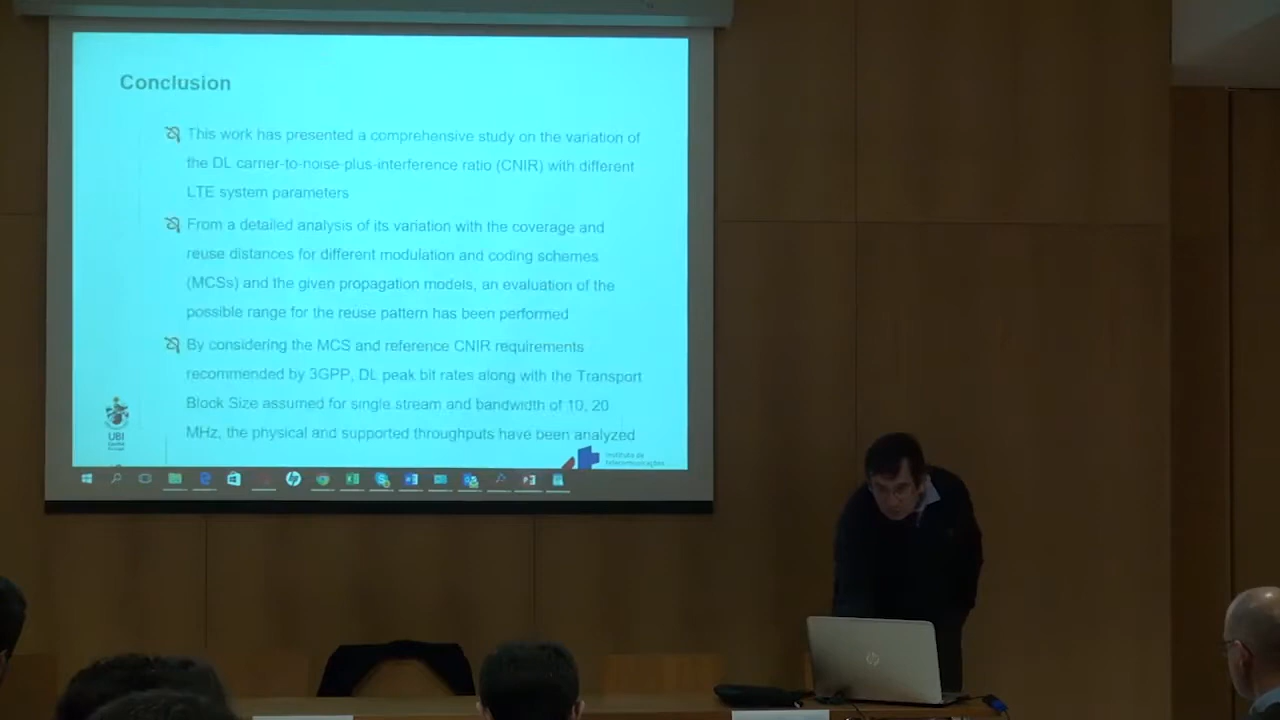 Conclusion
This work has presented a comprehensive study on the variation of
the DL carrier-to-noise-plus-interference ratio (CNIR) with different
LTE system parameters
From a detailed analysis of its variation with the coverage and
reuse distances for different modulation and coding schemes
(MCSs) and the given propagation models, an evaluation of the
possible range for the reuse pattern has been performed
By considering the MCS and reference CNIR requirements
recommended by 3GPP, DL peak bit rates along with the Transport
Block Size assumed for single stream and bandwidth of 10, 20
MHz, the physical and supported throughputs have been analyzed
UBI
instituto de
telecomunicações
hp